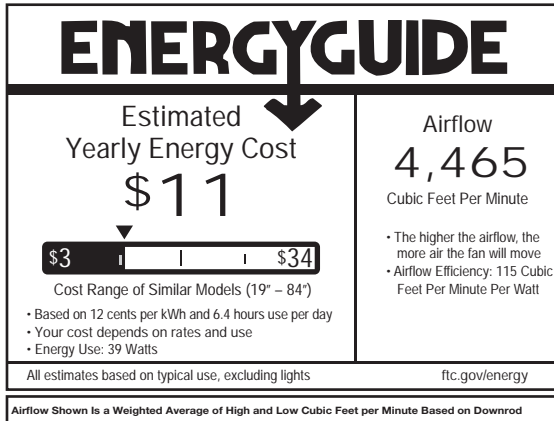 ENERGYGUIDE
Estimated
Yearly Energy Cost
$11
$3
$34
Cost Range of Similar Models (19" – 84")
• Based on 12 cents per kWh and 6.4 hours use per day
• Your cost depends on rates and use
• Energy Use: 39 Watts
Airflow
4,465
Cubic Feet Per Minute
• The higher the airflow, the
more air the fan will move
• Airflow Efficiency: 115 Cubic
Feet Per Minute Per Watt
All estimates based on typical use, excluding lights
ftc.gov/energy
Airflow Shown Is a Weighted Average of High and Low Cubic Feet per Minute Based on Downrod